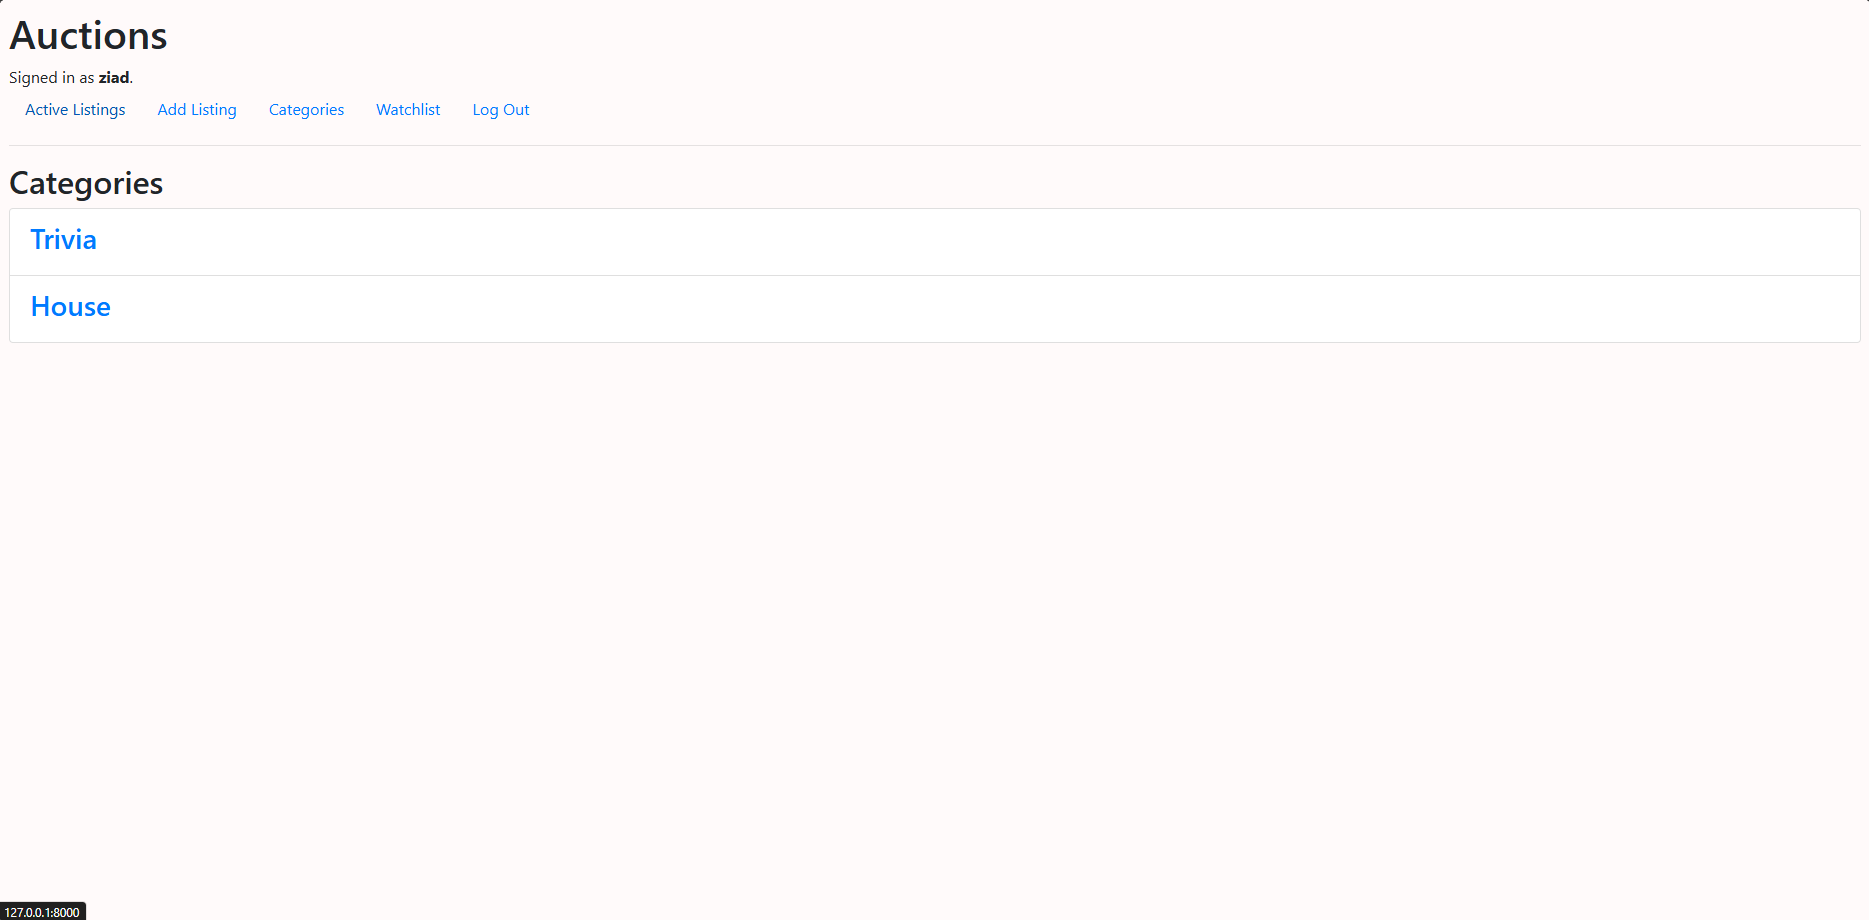 Auctions
Signed in as ziad.
Active Listings Add Listing Categories Watchlist Log Out
Categories
Trivia
House
127.0.0.1:8000